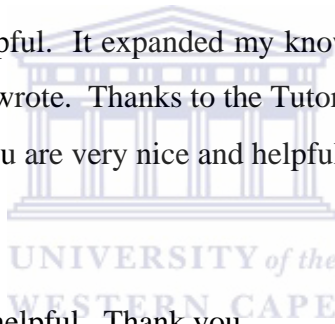 pful. It expanded my know
wrote. Thanks to the Tutor
u are very nice and helpful
UNIVERSITY of the
WESTERN CAPE
helpful. Thank you